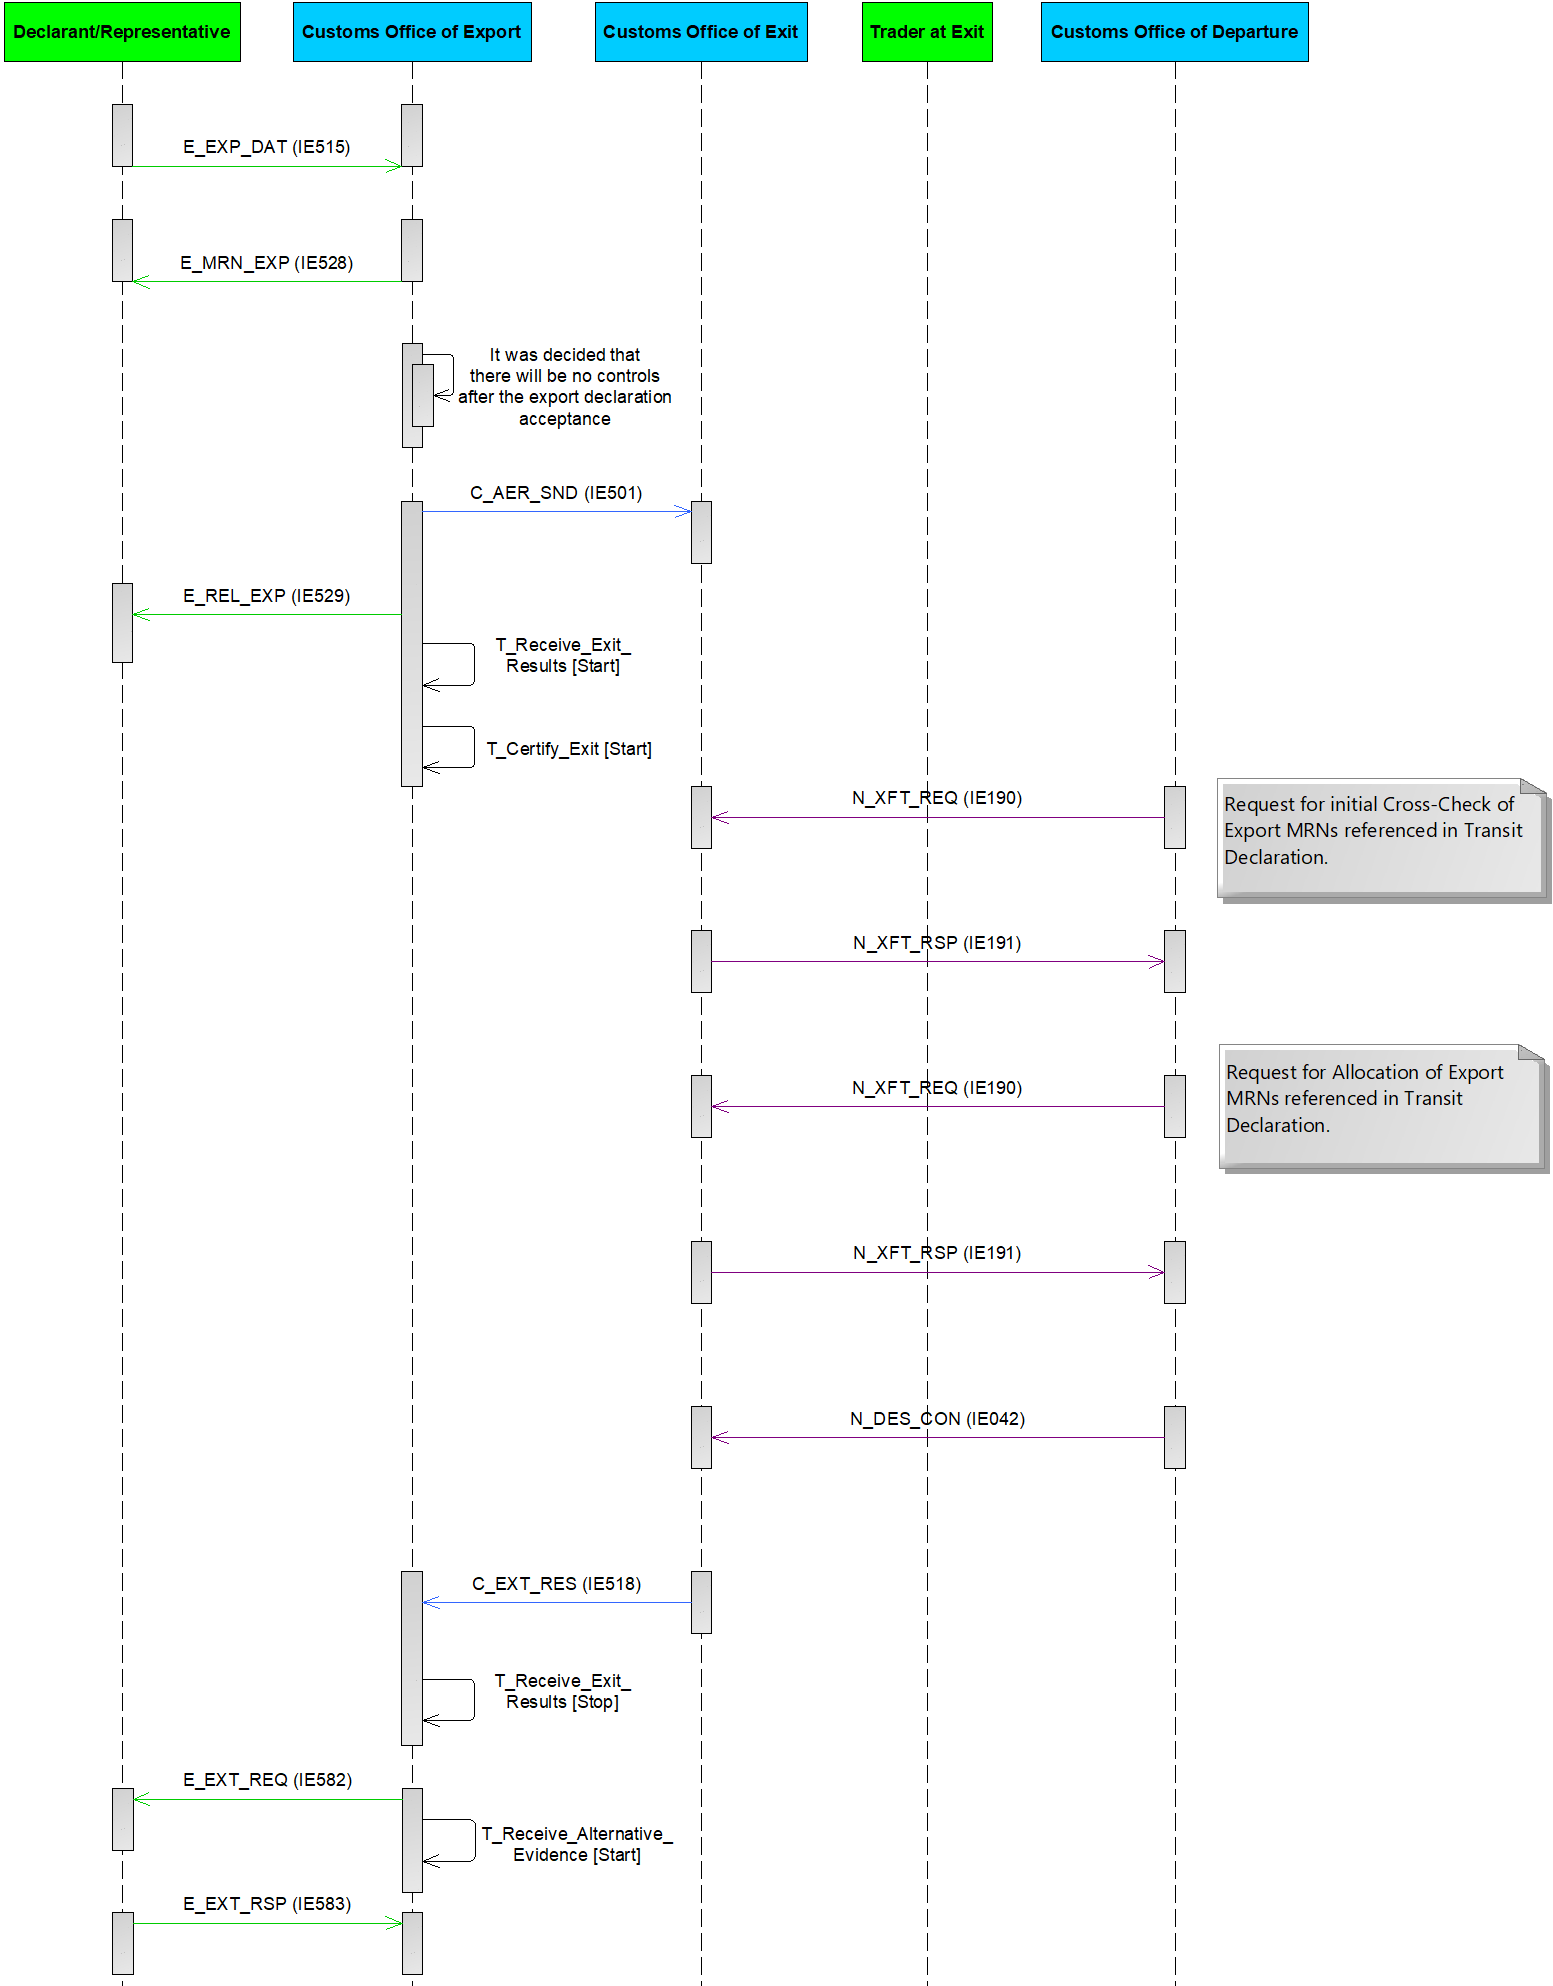 Declarant/Representative
Customs Office of Export
Customs Office of Exit
Trader at Exit
Customs Office of Departure
E_EXP_DAT (IE515)
E_MRN_EXP (IE528)
It was decided that
there will be no controls
after the export declaration
acceptance
C_AER_SND (IE501)
E_REL_EXP (IE529)
T_Receive_Exit_
Results [Start]
T_Certify_Exit [Start]
N_XFT_REQ (IE190)
Request for initial Cross-Check of
Export MRNs referenced in Transit
Declaration.
N_XFT_RSP (IE191)
N_XFT_REQ (IE190)
Request for Allocation of Export
MRNs referenced in Transit
Declaration.
N_XFT_RSP (IE191)
N_DES_CON (IE042)
C_EXT_RES (IE518)
T_Receive_Exit_
Results [Stop]
E_EXT_REQ (IE582)
T_Receive_Alternative_
Evidence [Start]
E_EXT_RSP (IE583)